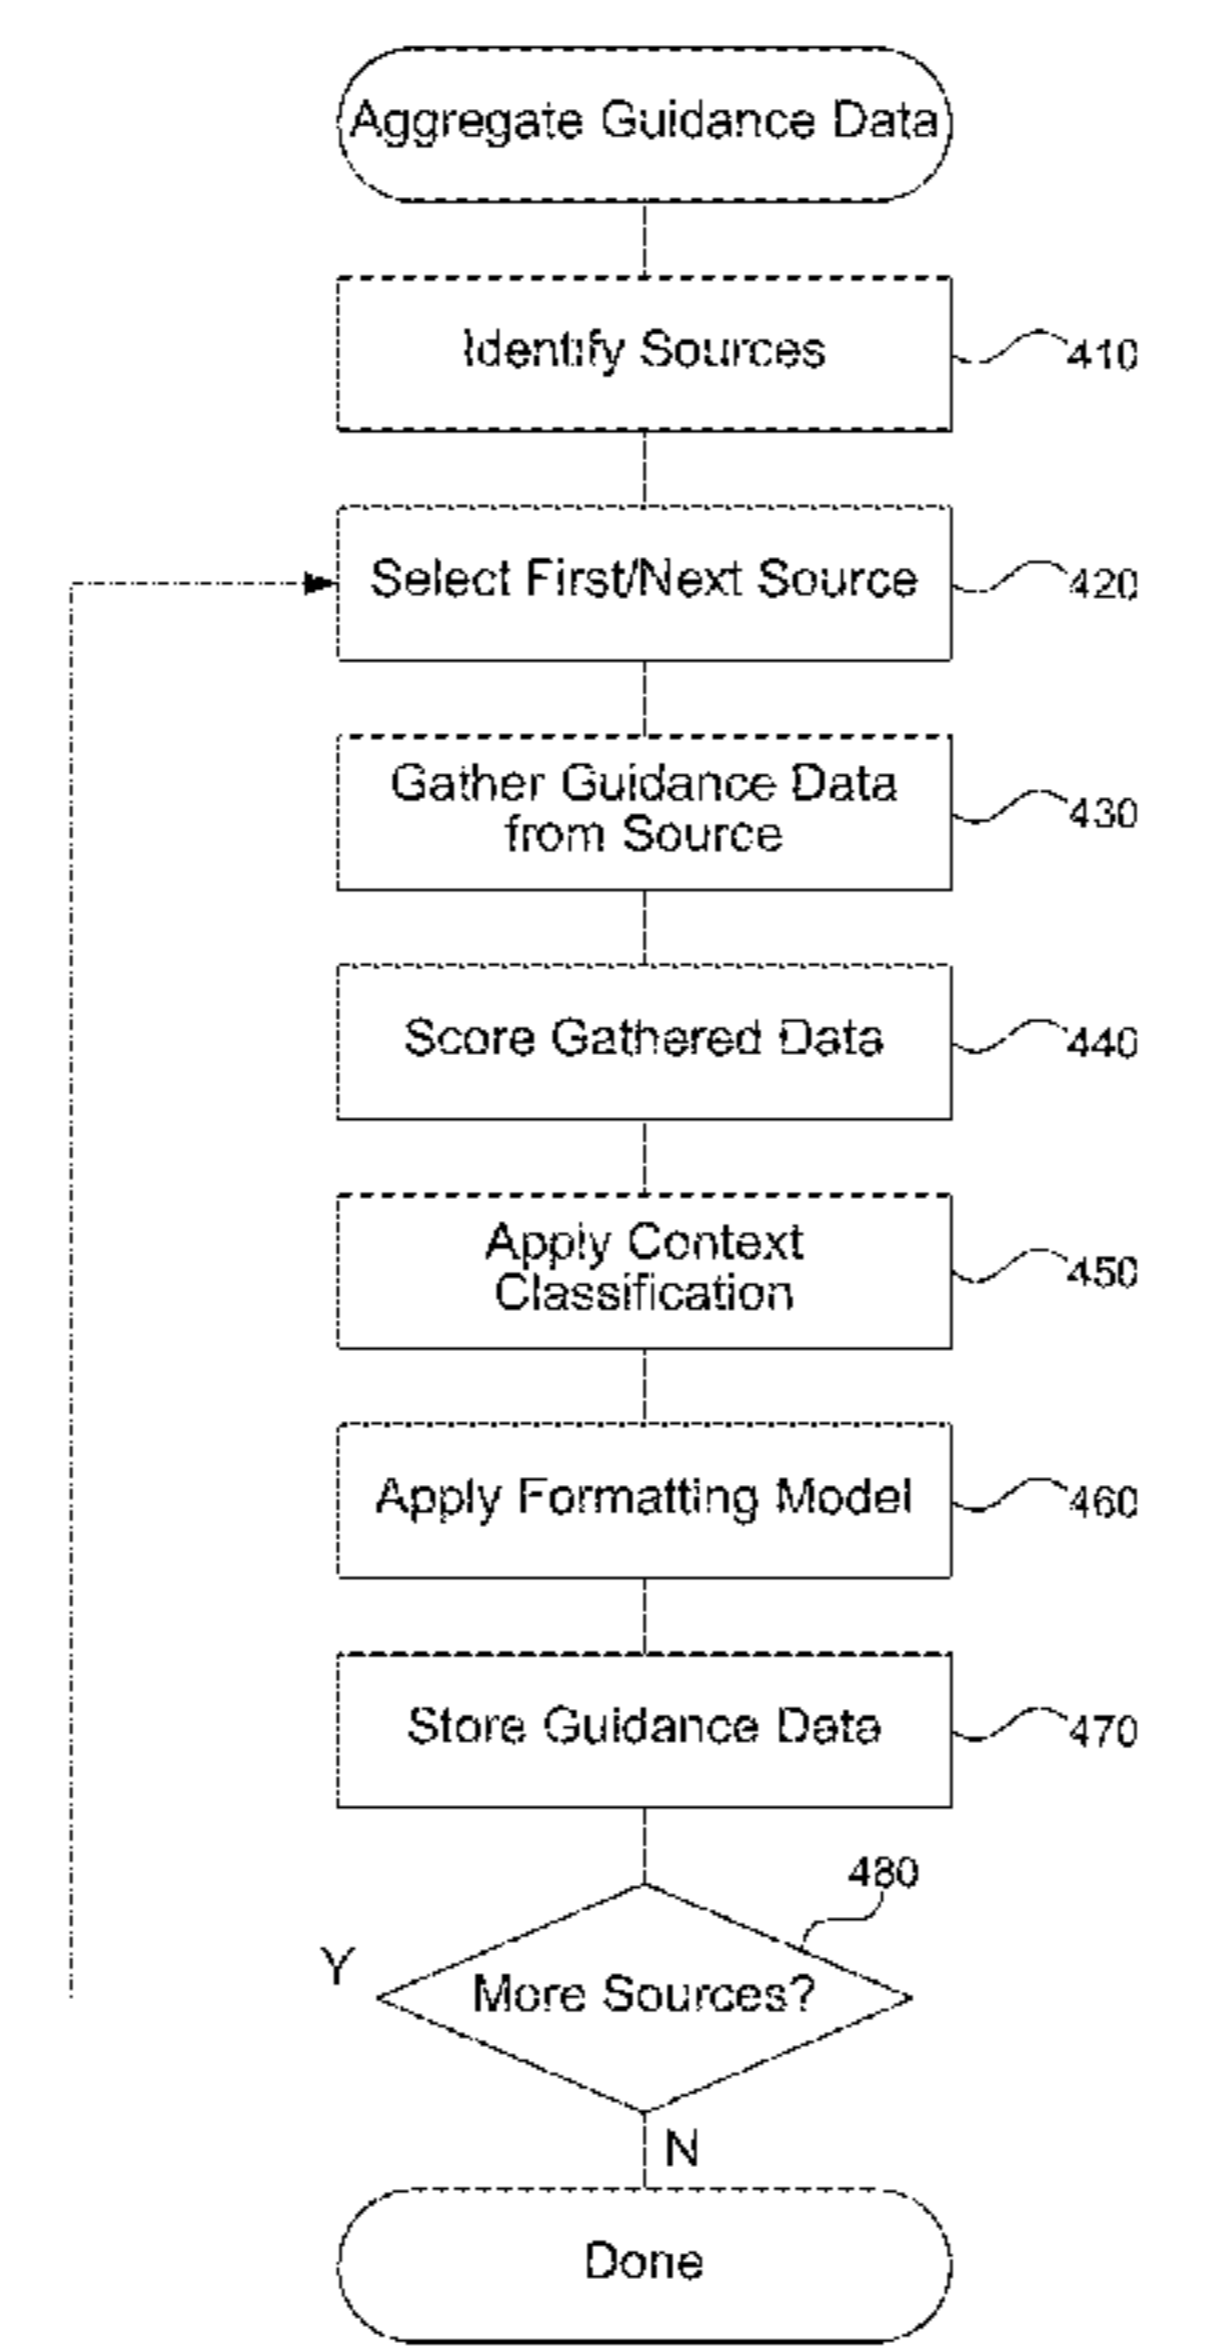 Aggregate Guidance Data
Identify Sources
410
Select First/Next Source
420
Gather Guidance Data
from Source
430
Score Gathered Data
440
Apply Context
Classification
450
Apply Formatting Model
460
Store Guidance Data
470
480
Y
More Sources?
N
Done